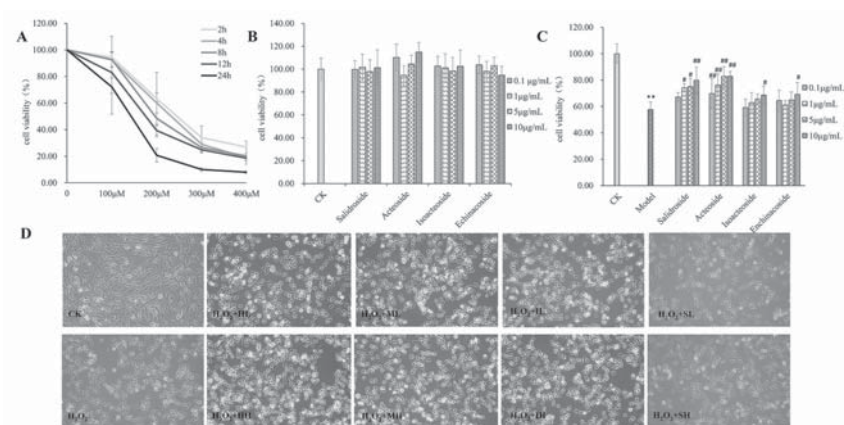 A
120.00
100.00
80.00
60.00
40.00
20.00
0.00
cell viability (%)
0
100μM
200μM
300μM
400μM
2h
4h
8h
12h
24h
B
140.00
120.00
100.00
80.00
60.00
40.00
20.00
0.00
cell viability (%)
CK
Salidroside
Acteoside
Isoacteoside
Echinacoside
0.1 μg/mL
1μg/mL
5μg/mL
10μg/mL
C
120.00
100.00
80.00
60.00
40.00
20.00
0.00
cell viability (%)
**
#
#
##
##
##
##
##
#
#
CK
Model
Salidroside
Acteoside
Isoacteoside
Enchinacoside
0.1μg/mL
1μg/mL
5μg/mL
10μg/mL
D
CK
H₂O₂+HL
H₂O₂+ML
H₂O₂+IL
H₂O₂+SL
H₂O₂
H₂O₂+HH
H₂O₂+MH
H₂O₂+SH